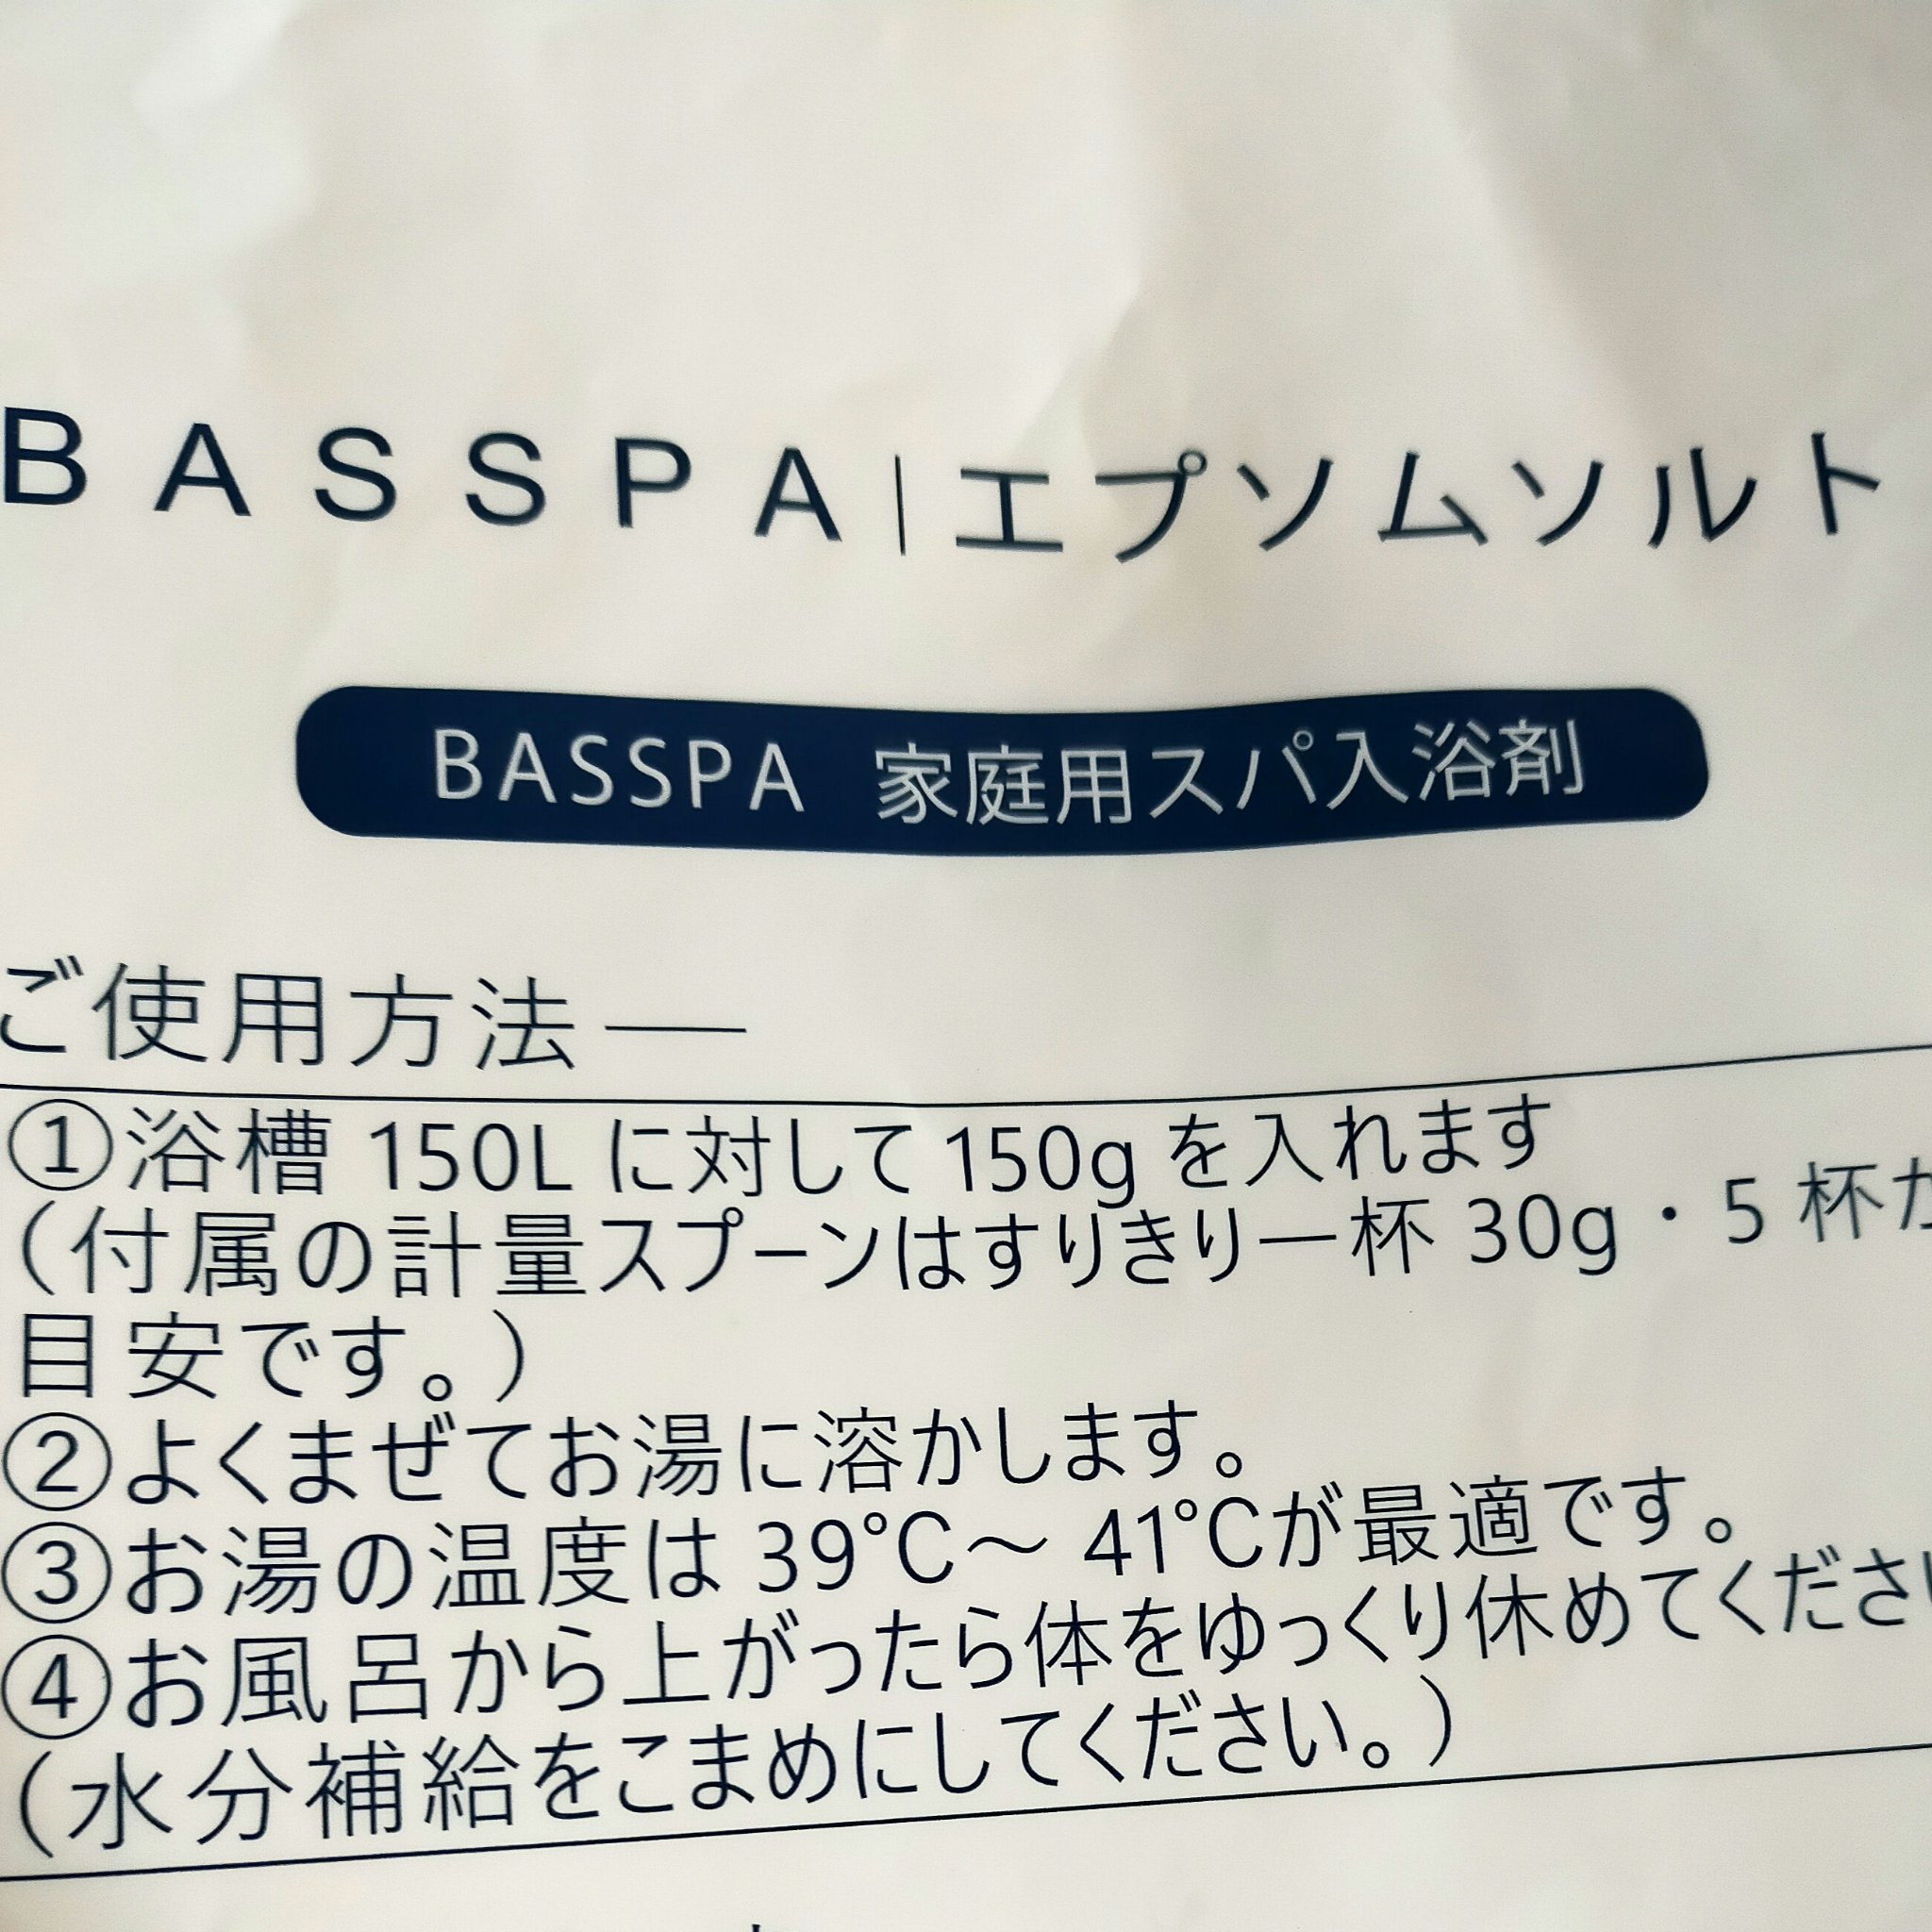 BASSPA|エプソムソルト
BASSPA 家庭用スパ入浴剤
ご使用方法―
①浴槽 150L に対して 150g を入れます
（付属の計量スプーンはすりきり一杯 30g・5 杯が
目安です。）
②よくまぜてお湯に溶かします。
③お湯の温度は 39℃～ 41℃が最適です。
④お風呂から上がったら体をゆっくり休めてくださ
（水分補給をこまめにしてください。）